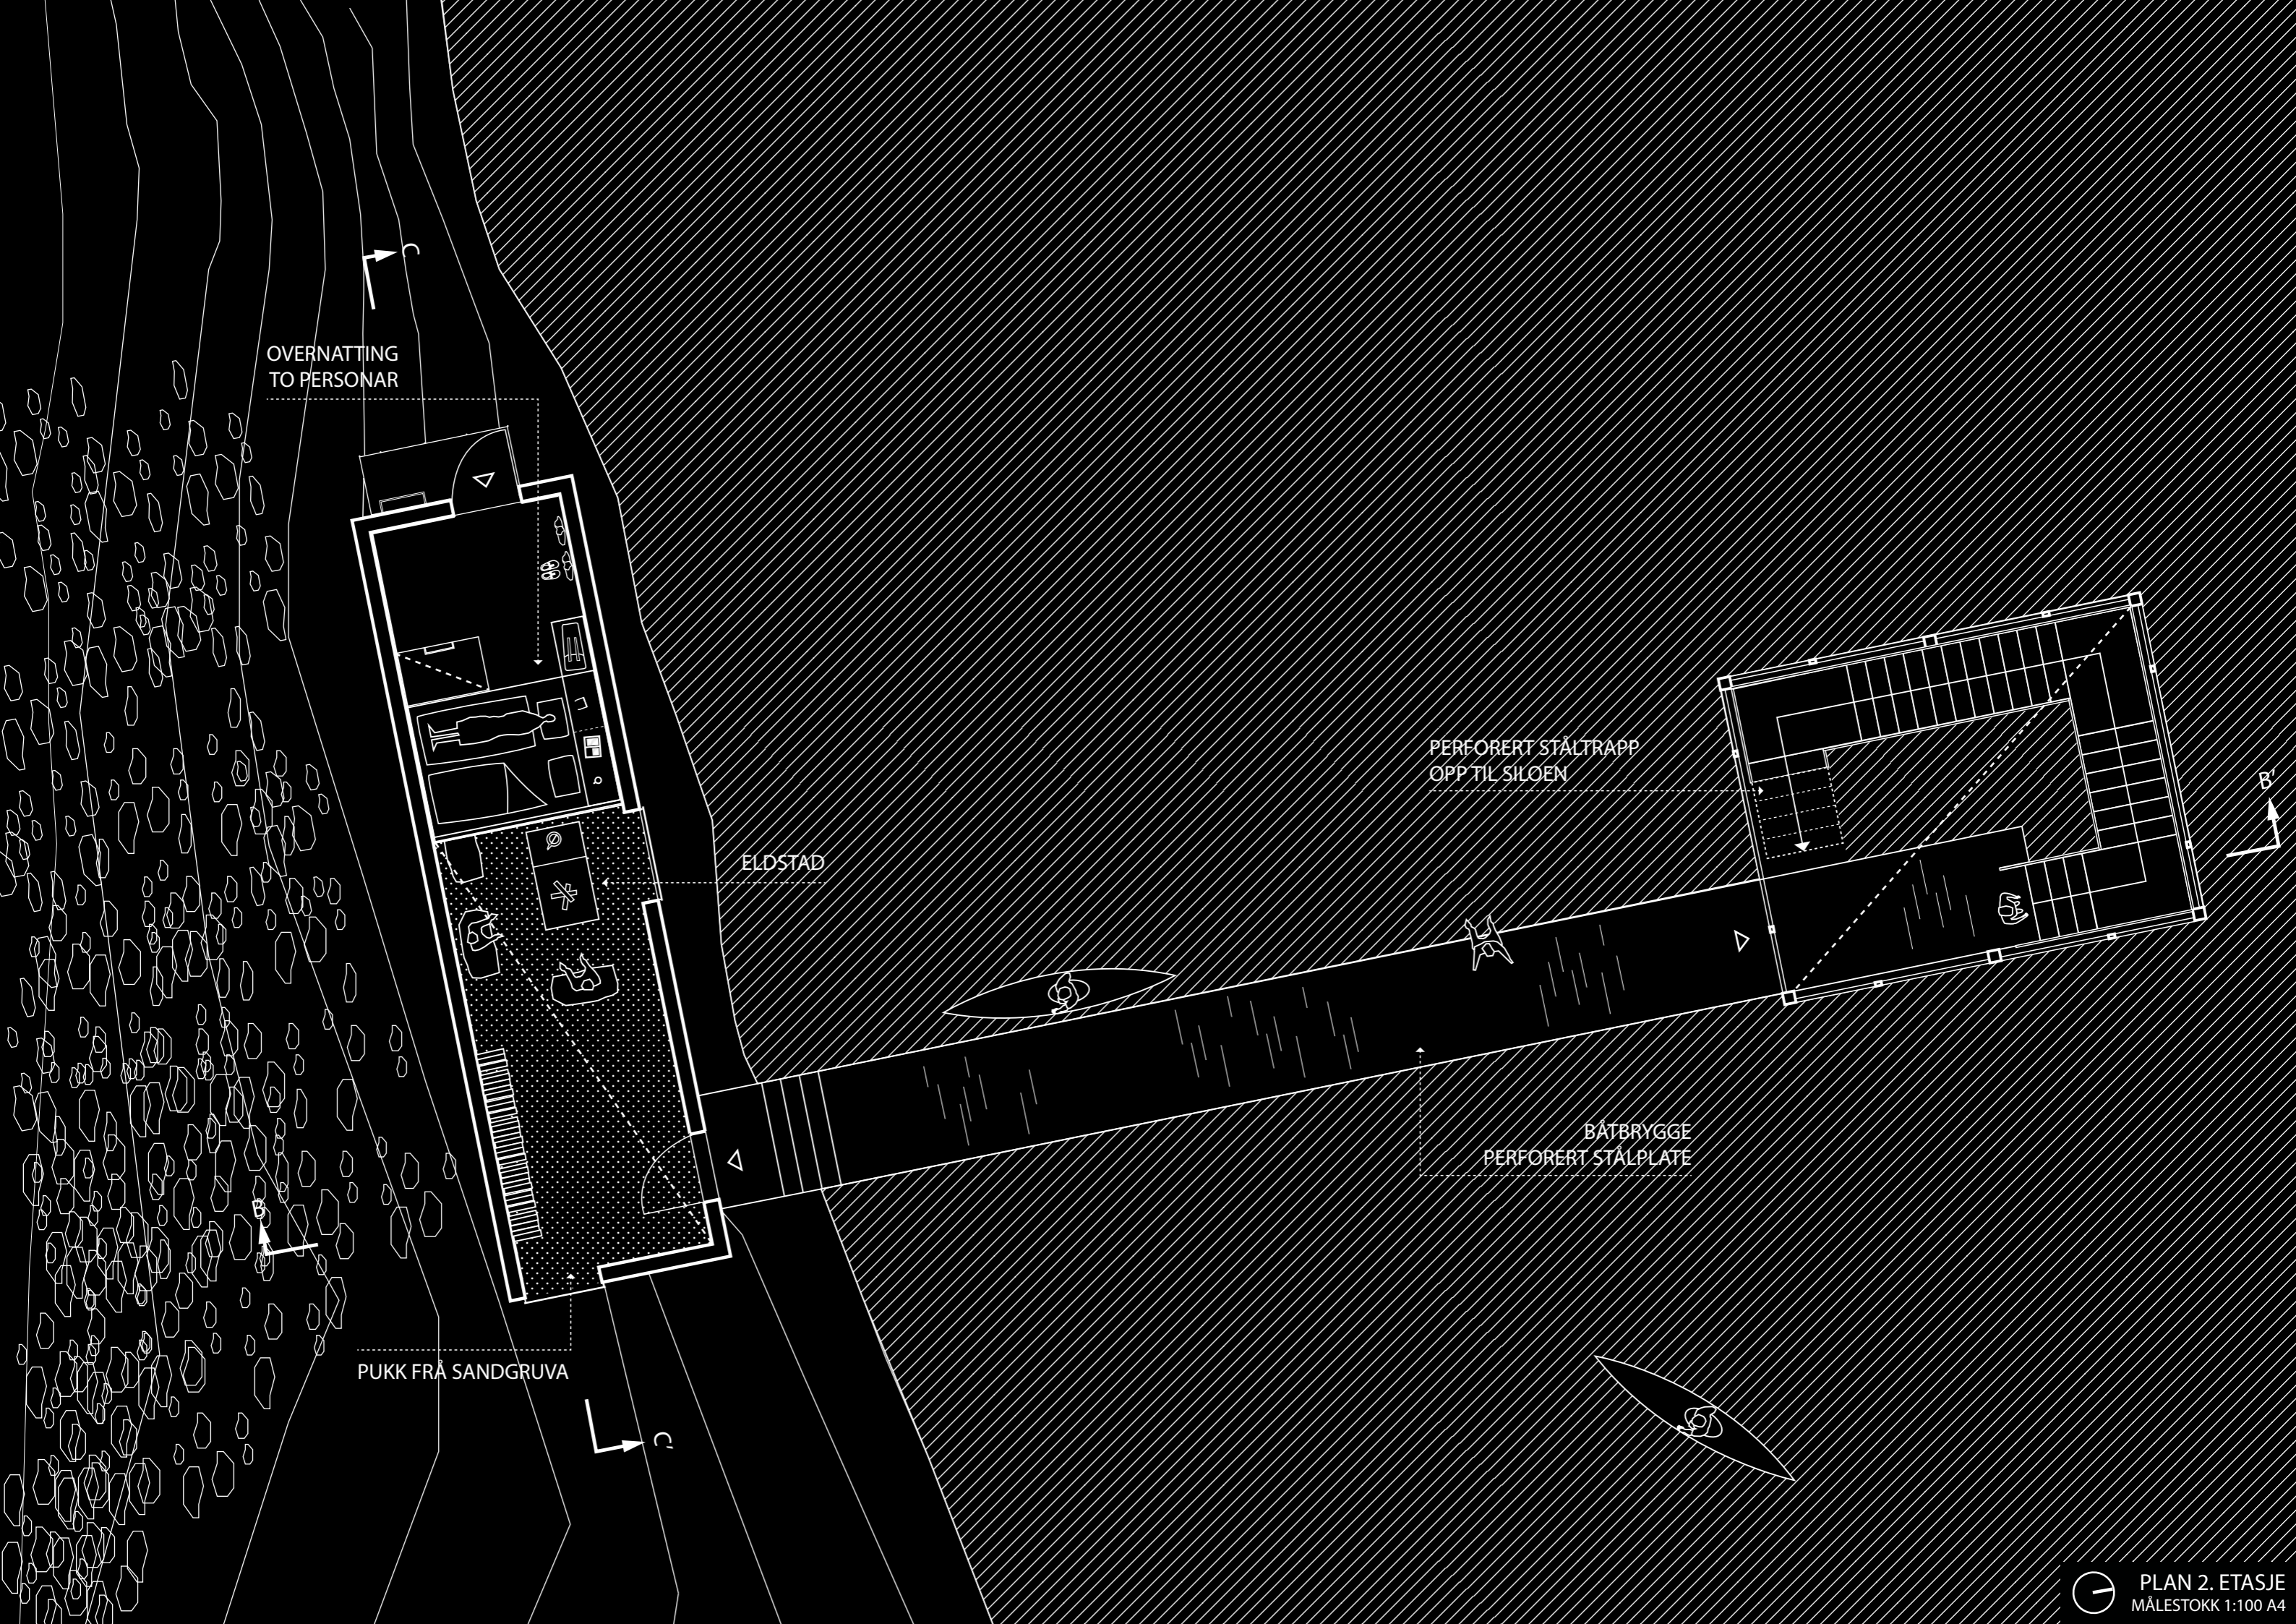 C
OVERNATTING
TO PERSONAR
PERFORERT STÅLTRAPP
OPP TIL SILOEN
B'
ELDSTAD
BÅTBRYGGE
PERFORERT STÅLPLATE
B
PUKK FRÅ SANDGRUVA
C'
PLAN 2. ETASJE
MÅLESTOKK 1:100 A4